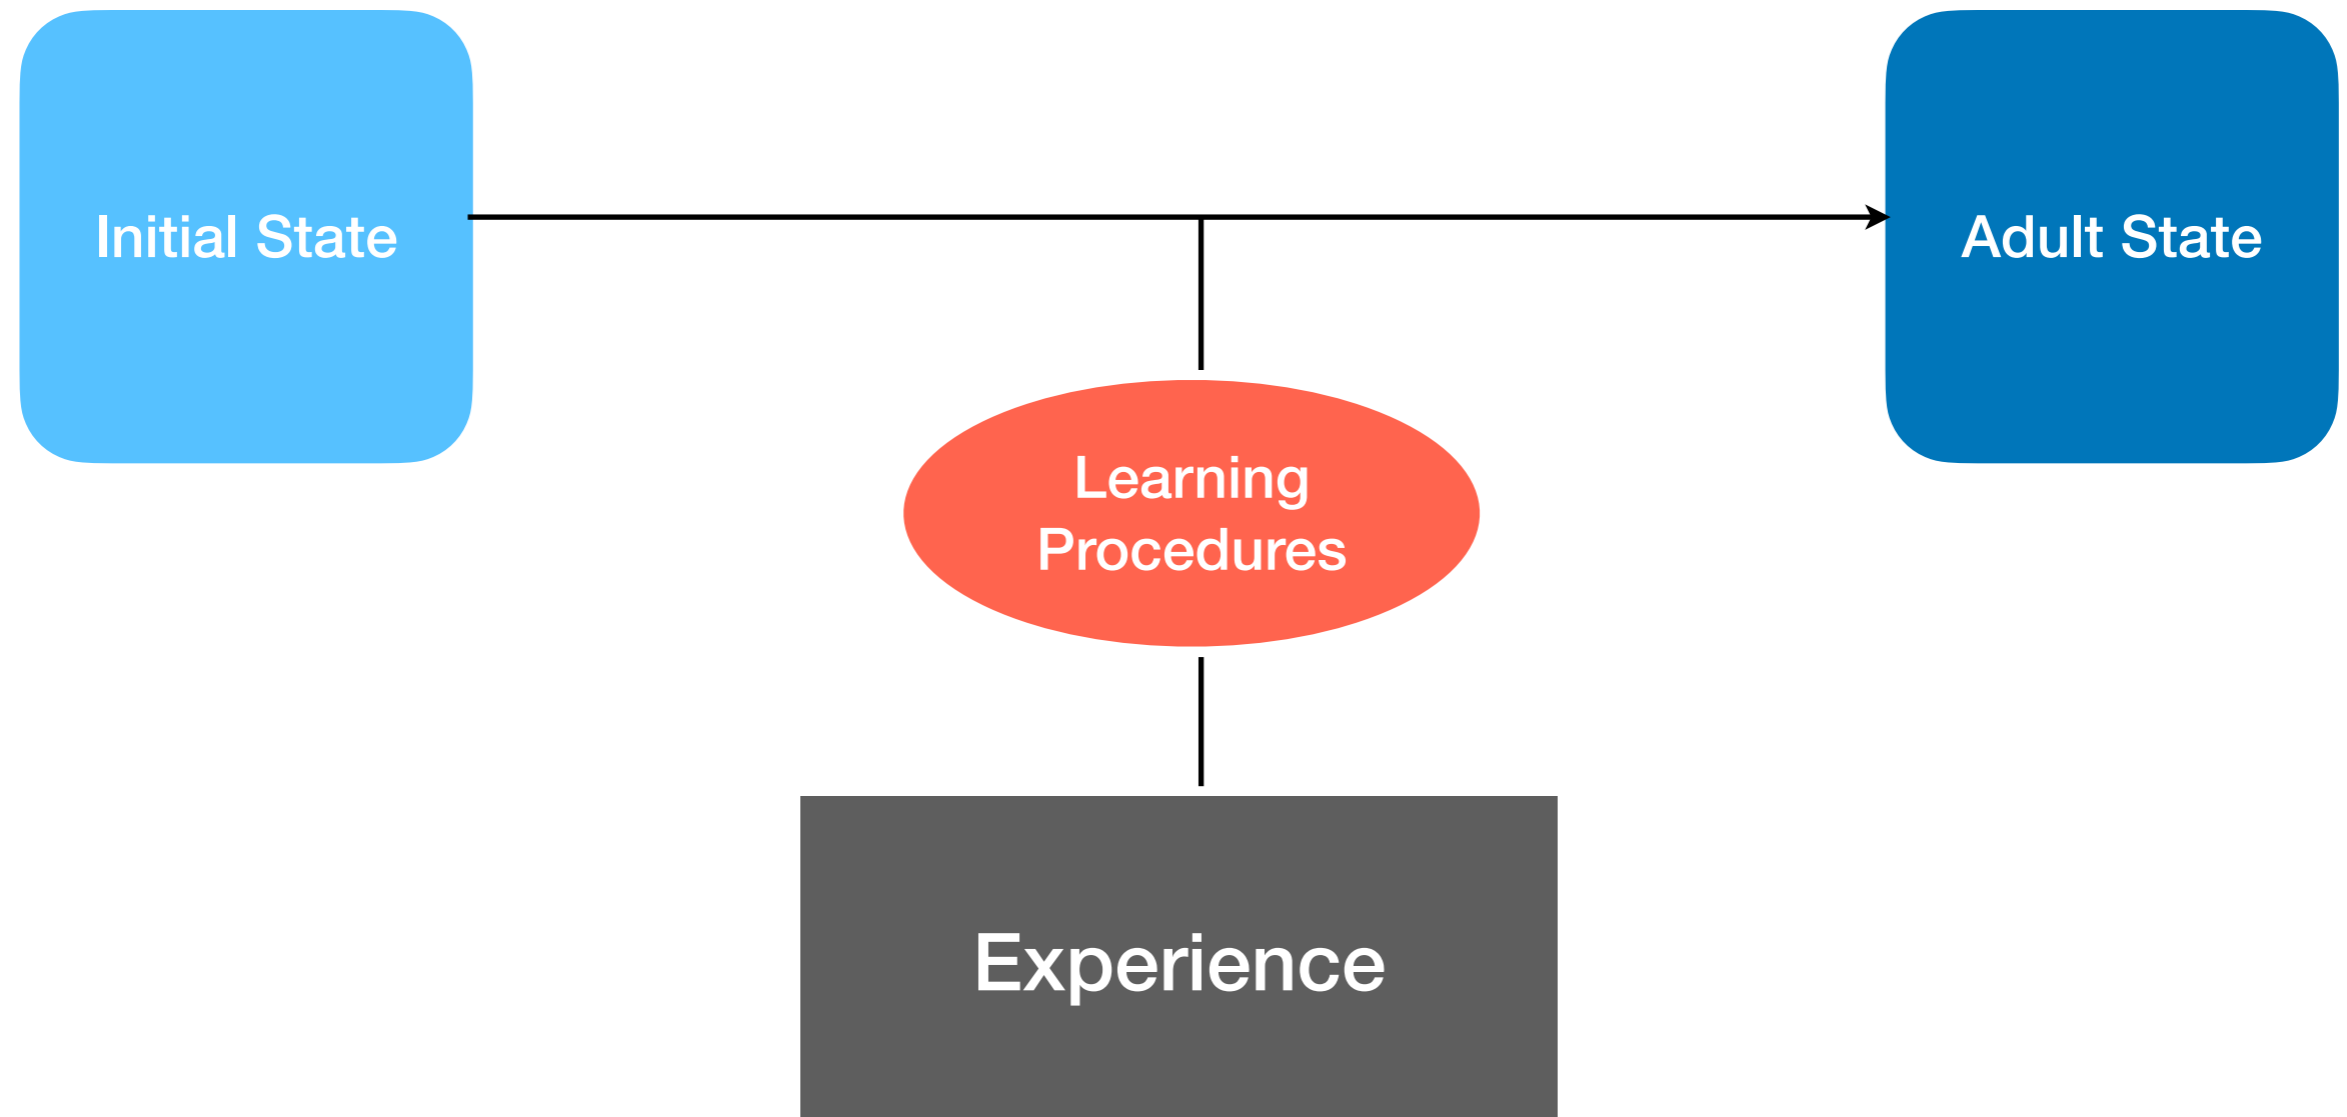 Initial State
Adult State
Learning
Procedures
Experience